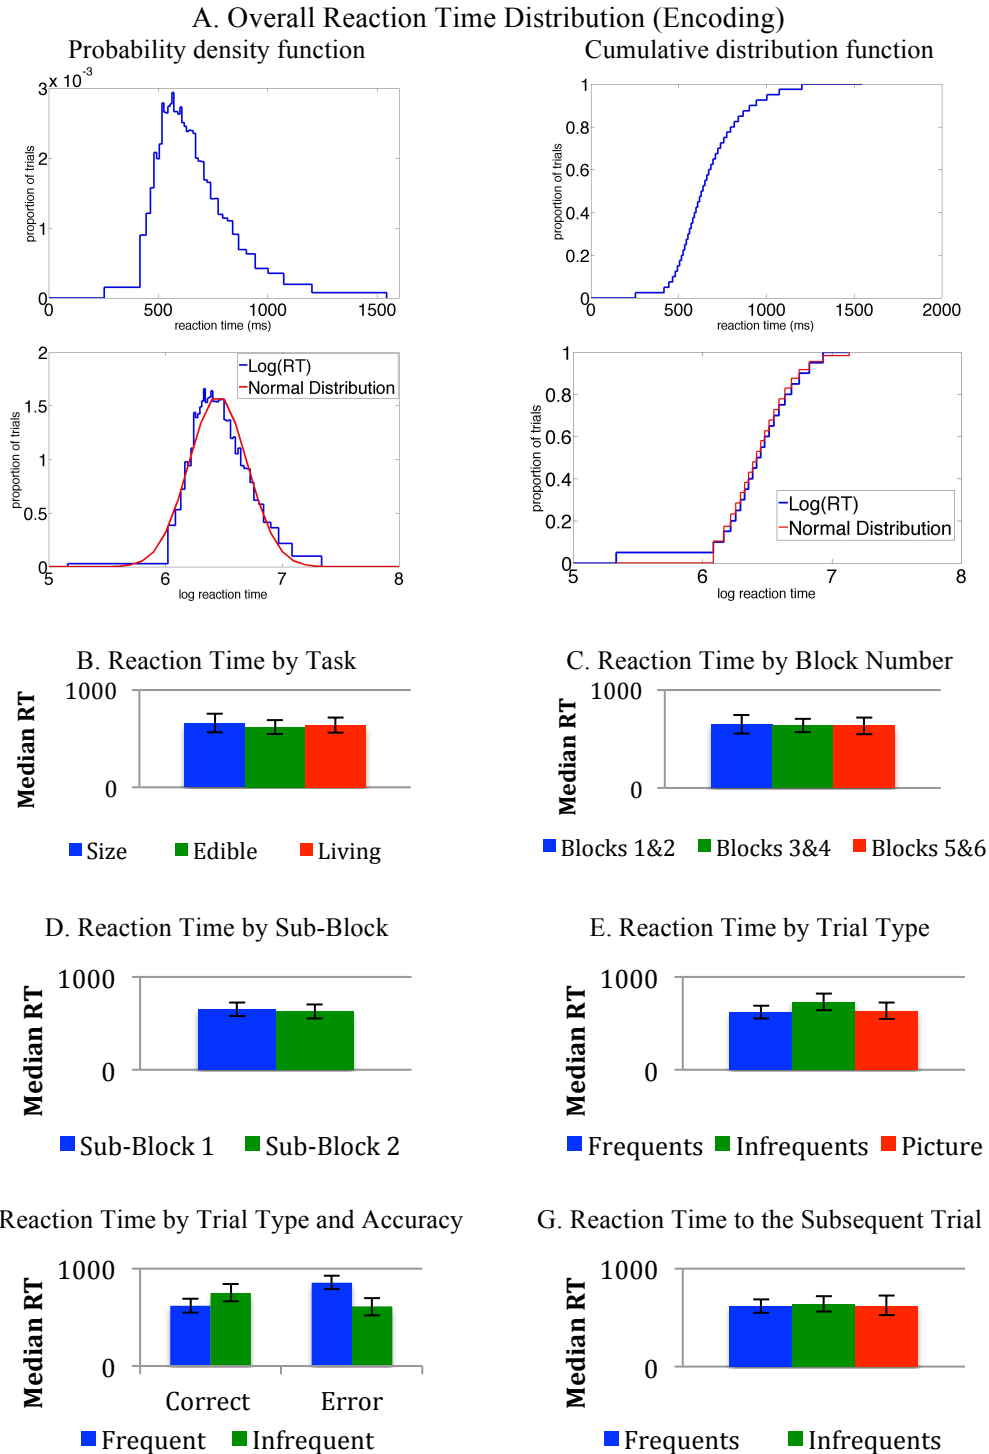 A. Overall Reaction Time Distribution (Encoding)
Probability density function
Cumulative distribution function
x 10^-3
3
2
1
0
proportion of trials
0 500 1000 1500
reaction time (ms)
1
0.8
0.6
0.4
0.2
0
proportion of trials
0 500 1000 1500 2000
reaction time (ms)
2
1.5
1
0.5
0
proportion of trials
Log(RT)
Normal Distribution
5 6 7 8
log reaction time
1
0.8
0.6
0.4
0.2
0
proportion of trials
Log(RT)
Normal Distribution
5 6 7 8
log reaction time
B. Reaction Time by Task
1000
0
Median RT
Size Edible Living
C. Reaction Time by Block Number
1000
0
Median RT
Blocks 1&2 Blocks 3&4 Blocks 5&6
D. Reaction Time by Sub-Block
1000
0
Median RT
Sub-Block 1 Sub-Block 2
E. Reaction Time by Trial Type
1000
0
Median RT
Frequents Infrequents Picture
Reaction Time by Trial Type and Accuracy
1000
0
Median RT
Correct Error
Frequent Infrequent
G. Reaction Time to the Subsequent Trial
1000
0
Median RT
Frequents Infrequents